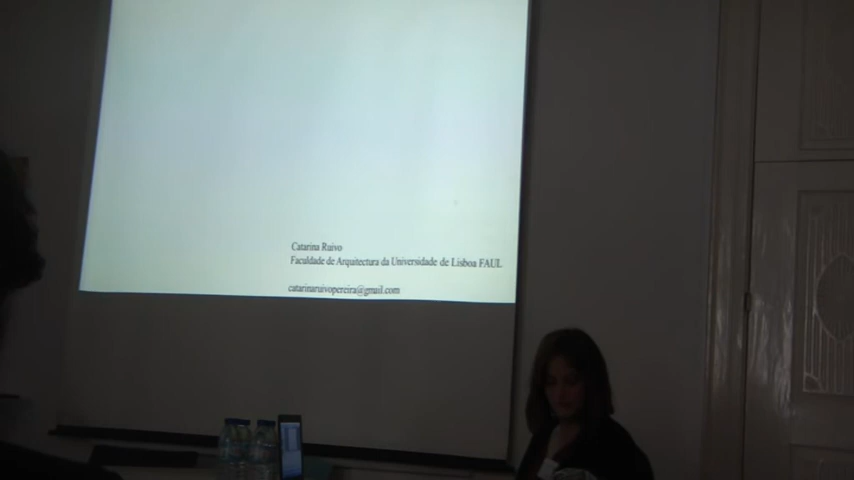 Catarina Ruivo
Faculdade de Arquitectura da Universidade de Lisboa FAUL
catarinaruivopereira@gmail.com